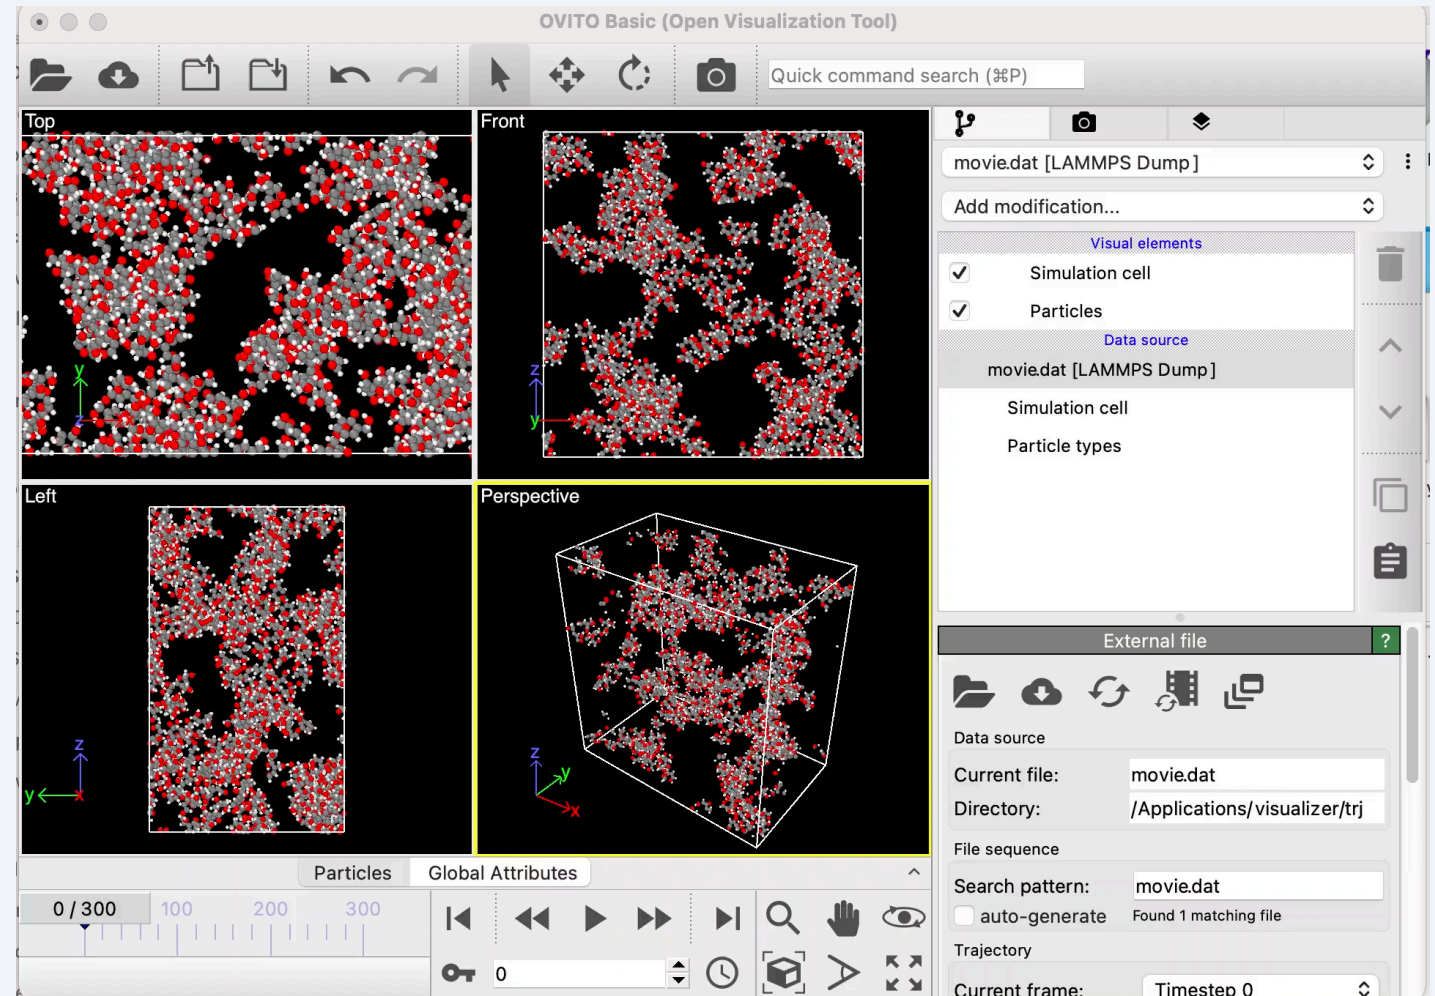 OVITO Basic (Open Visualization Tool)
Quick command search (⌘P)
Top
y
z
Front
z
y
Left
z
y
x
Perspective
z
y
x
movie.dat [LAMMPS Dump]
Add modification...
Visual elements
Simulation cell
Particles
Data source
movie.dat [LAMMPS Dump]
Simulation cell
Particle types
External file
?
Data source
Current file: movie.dat
Directory: /Applications/visualizer/trj
File sequence
Search pattern: movie.dat
auto-generate Found 1 matching file
Trajectory
Current frame: Timestep 0
Particles Global Attributes
0 / 300 100 200 300
0